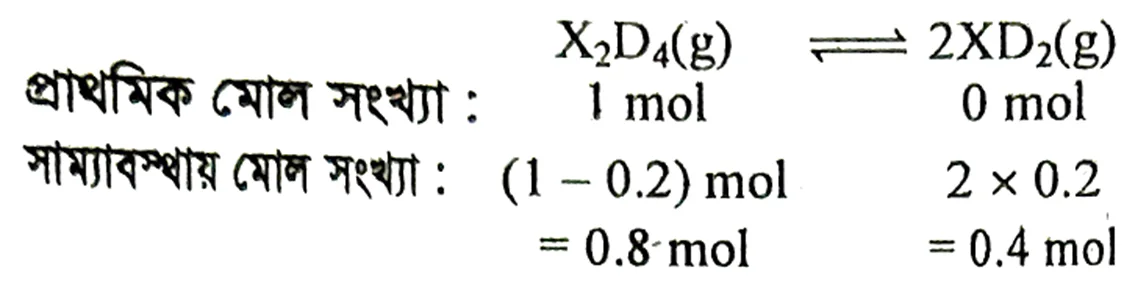 X₂D₄(g) ⇌ 2XD₂(g)
প্রাথমিক মোল সংখ্যা : 1 mol 0 mol
সাম্যাবস্থায় মোল সংখ্যা : (1 – 0.2) mol 2 × 0.2
= 0.8 mol = 0.4 mol